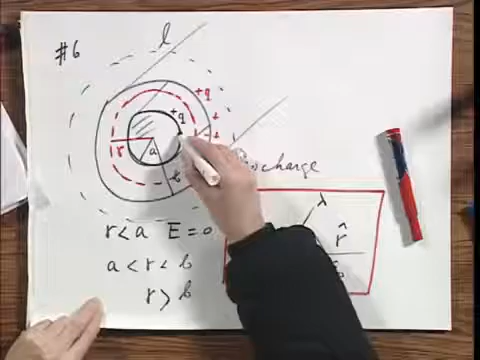 #6
l
+q
+q
r
a
b
charge
λ
r < a E = 0
r̂
a < r < b
r > b